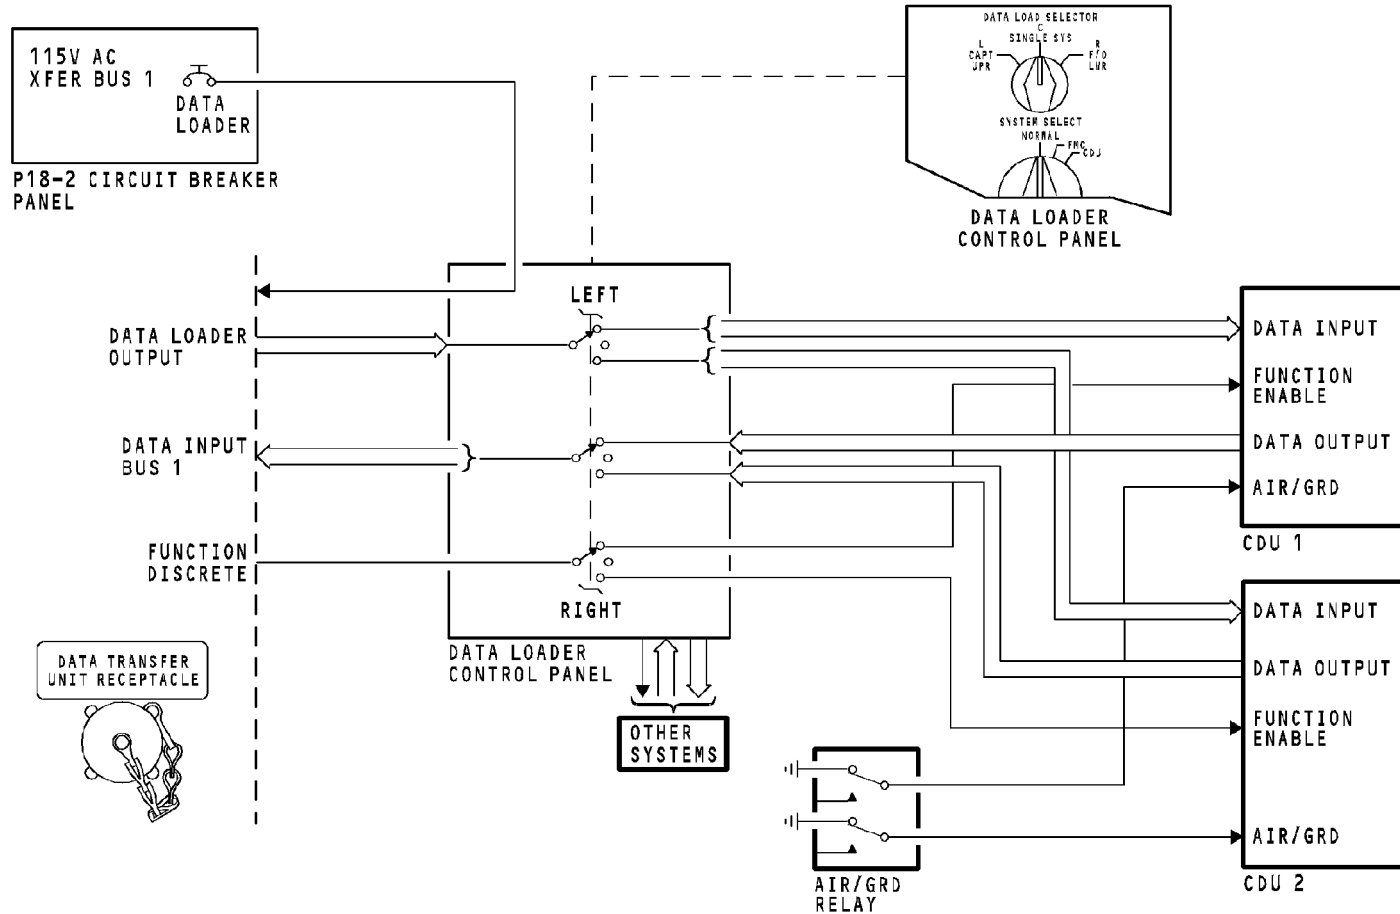 115V AC
XFER BUS 1
DATA
LOADER
P18-2 CIRCUIT BREAKER
PANEL
DATA LOAD SELECTOR
C
SINGLE SYS
L
CAPT
UPR
R
F/O
LWR
SYSTEM SELECT
NORMAL
FMC
CDU
DATA LOADER
CONTROL PANEL
LEFT
DATA LOADER
OUTPUT
DATA INPUT
BUS 1
FUNCTION
DISCRETE
RIGHT
DATA LOADER
CONTROL PANEL
OTHER
SYSTEMS
DATA TRANSFER
UNIT RECEPTACLE
DATA INPUT
FUNCTION
ENABLE
DATA OUTPUT
AIR/GRD
CDU 1
DATA INPUT
DATA OUTPUT
FUNCTION
ENABLE
AIR/GRD
CDU 2
AIR/GRD
RELAY